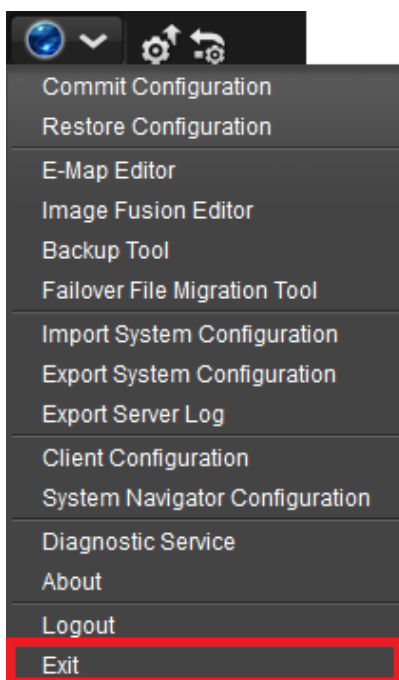 Commit Configuration
Restore Configuration
E-Map Editor
Image Fusion Editor
Backup Tool
Failover File Migration Tool
Import System Configuration
Export System Configuration
Export Server Log
Client Configuration
System Navigator Configuration
Diagnostic Service
About
Logout
Exit